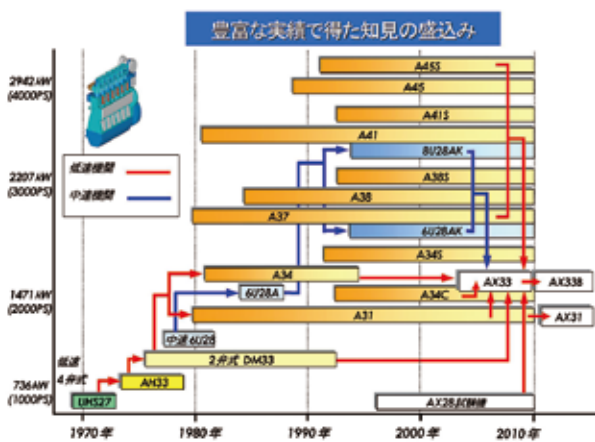 豊富な実績で得た知見の盛込み
2942kW
(4000PS)
2207kW
(3000PS)
1471kW
(2000PS)
736kW
(1000PS)
低速機関
中速機関
A45S
A45
A41S
A41
8U28AK
A38S
A38
A37
6U28AK
A34S
A34
6U28A
A34C
AX33
AX33B
A31
AX31
中速 6U28
低速
4弁式
2弁式 DM33
AH33
UHS27
AX28試験機
1970年
1980年
1990年
2000年
2010年